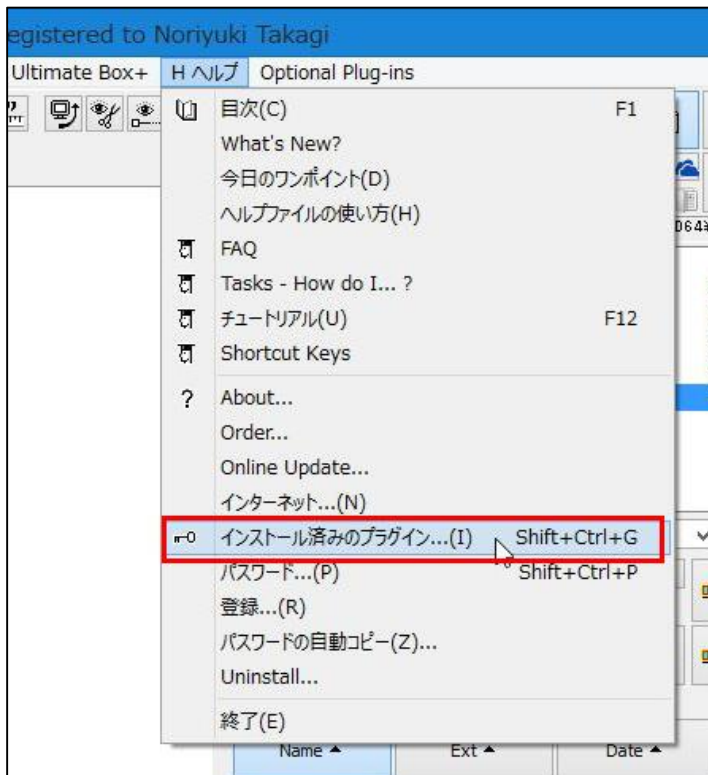 egistered to Noriyuki Takagi
Ultimate Box+ H ヘルプ Optional Plug-ins
目次(C) F1
What's New?
今日のワンポイント(D)
ヘルプファイルの使い方(H)
FAQ
Tasks - How do I... ?
チュートリアル(U) F12
Shortcut Keys
? About...
Order...
Online Update...
インターネット...(N)
インストール済みのプラグイン...(I) Shift+Ctrl+G
パスワード...(P) Shift+Ctrl+P
登録...(R)
パスワードの自動コピー(Z)...
Uninstall...
終了(E)
Name ▲ Ext ▲ Date ▲